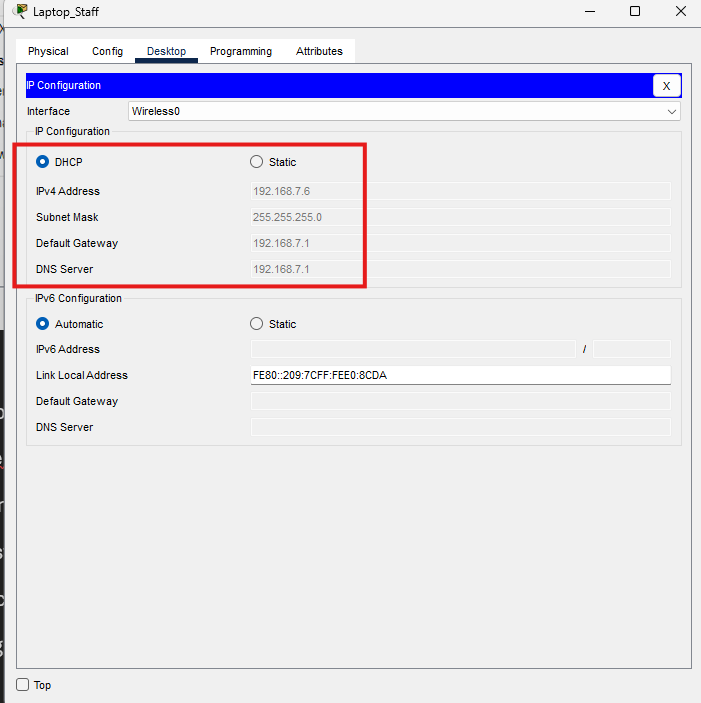 Laptop_Staff
Physical Config Desktop Programming Attributes
IP Configuration X
Interface Wireless0
IP Configuration
DHCP Static
IPv4 Address 192.168.7.6
Subnet Mask 255.255.255.0
Default Gateway 192.168.7.1
DNS Server 192.168.7.1
IPv6 Configuration
Automatic Static
IPv6 Address /
Link Local Address FE80::209:7CFF:FEE0:8CDA
Default Gateway
DNS Server
Top